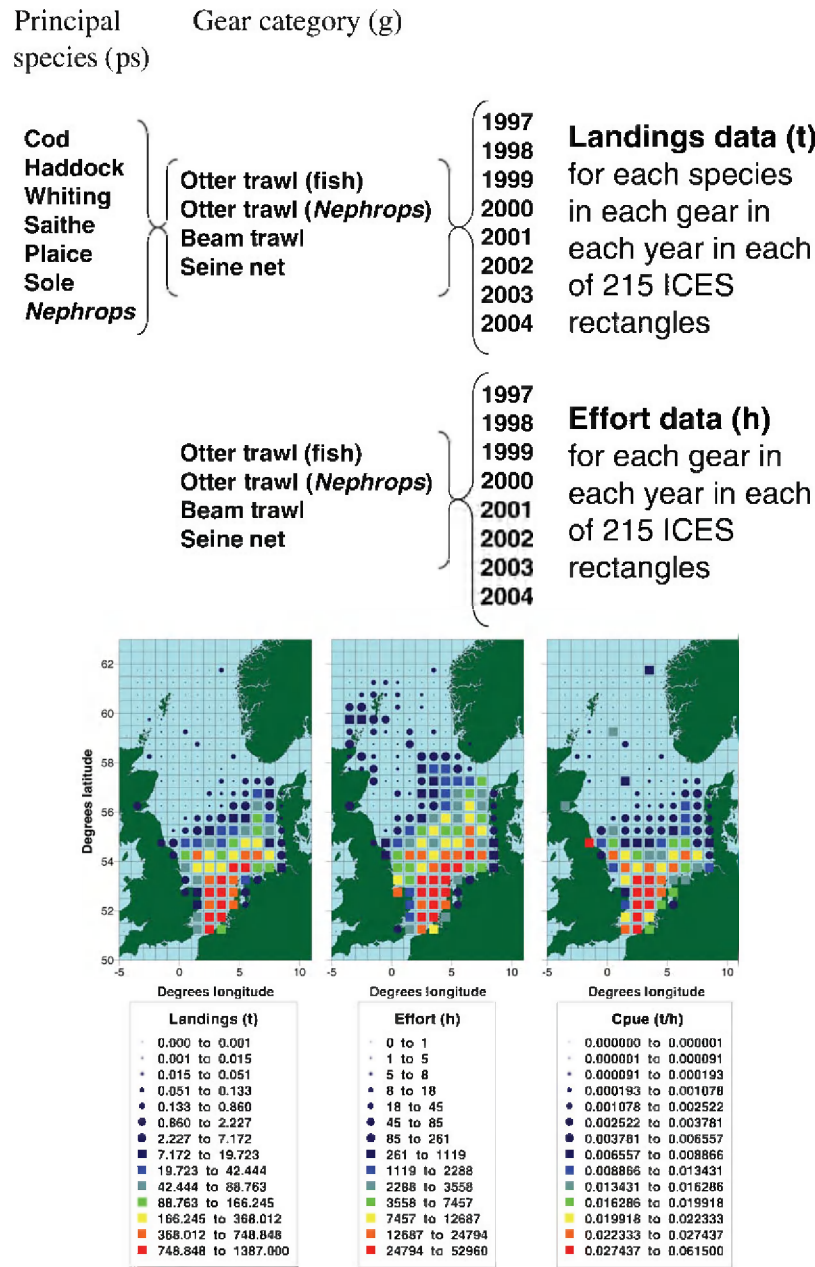 Principal species (ps)
Gear category (g)
Cod
Haddock
Whiting
Saithe
Plaice
Sole
Nephrops
Otter trawl (fish)
Otter trawl (Nephrops)
Beam trawl
Seine net
1997
1998
1999
2000
2001
2002
2003
2004
Landings data (t)
for each species
in each gear in
each year in each
of 215 ICES
rectangles
Otter trawl (fish)
Otter trawl (Nephrops)
Beam trawl
Seine net
1997
1998
1999
2000
2001
2002
2003
2004
Effort data (h)
for each gear in
each year in each
of 215 ICES
rectangles
Degrees latitude
62
60
58
56
54
52
50
-5 0 5 10
-5 0 5 10
-5 0 5 10
Degrees longitude
Degrees longitude
Degrees longitude
Landings (t)
0.000 to 0.001
0.001 to 0.015
0.015 to 0.051
0.051 to 0.133
0.133 to 0.860
0.860 to 2.227
2.227 to 7.172
7.172 to 19.723
19.723 to 42.444
42.444 to 88.763
88.763 to 166.245
166.245 to 368.012
368.012 to 748.848
748.848 to 1387.000
Effort (h)
0 to 1
1 to 5
5 to 8
8 to 18
18 to 45
45 to 85
85 to 261
261 to 1119
1119 to 2288
2288 to 3558
3558 to 7457
7457 to 12687
12687 to 24794
24794 to 52960
Cpue (t/h)
0.000000 to 0.000001
0.000001 to 0.000091
0.000091 to 0.000193
0.000193 to 0.001078
0.001078 to 0.002522
0.002522 to 0.003781
0.003781 to 0.006557
0.006557 to 0.008866
0.008866 to 0.013431
0.013431 to 0.016286
0.016286 to 0.019918
0.019918 to 0.022333
0.022333 to 0.027437
0.027437 to 0.061500